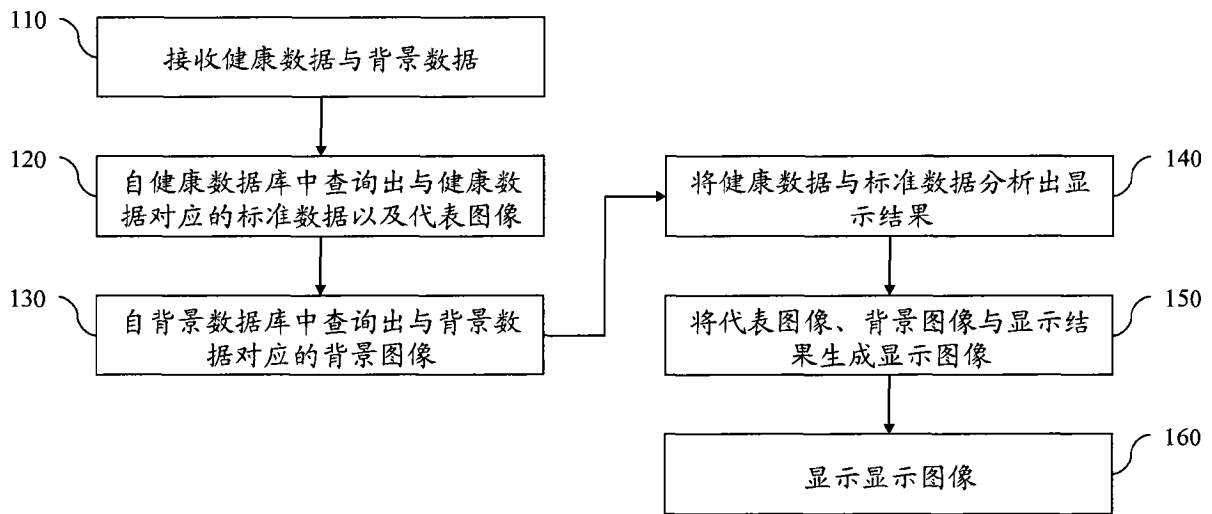 110
接收健康数据与背景数据
120
自健康数据库中查询出与健康数
据对应的标准数据以及代表图像
130
自背景数据库中查询出与背景数
据对应的背景图像
140
将健康数据与标准数据分析出显
示结果
150
将代表图像、背景图像与显示结
果生成显示图像
160
显示显示图像